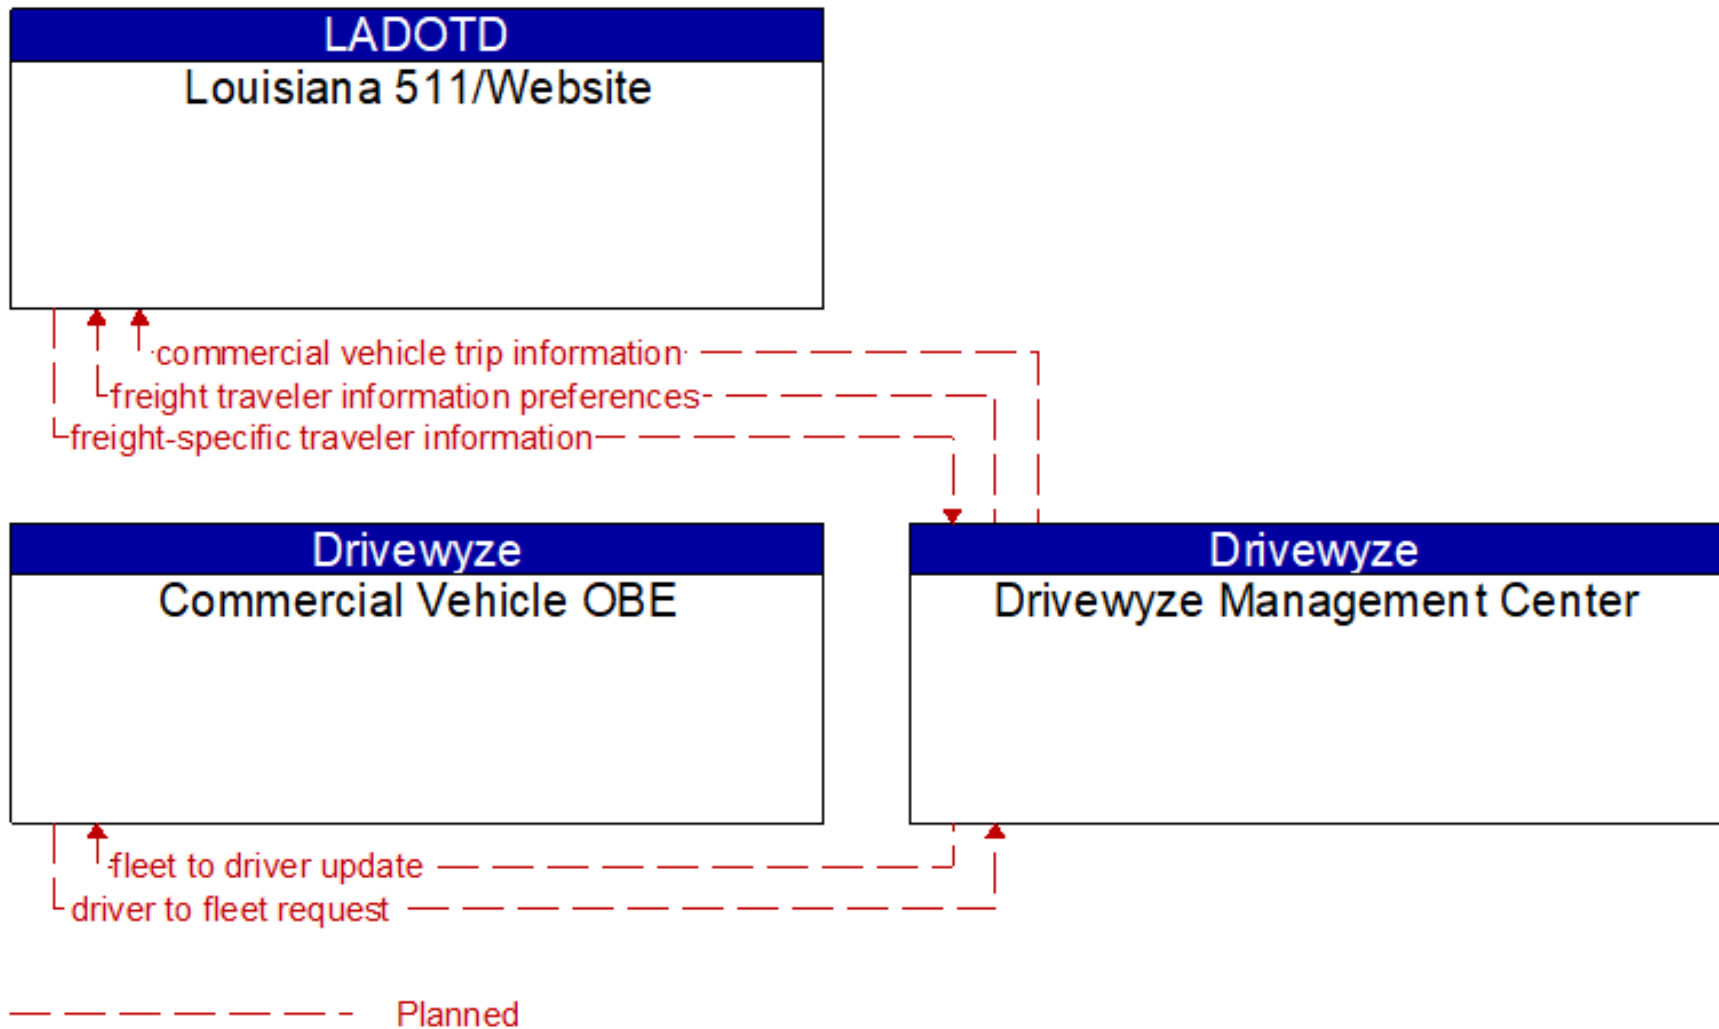 LADOTD
Louisiana 511/Website
commercial vehicle trip information
freight traveler information preferences
freight-specific traveler information
Drivewyze
Commercial Vehicle OBE
Drivewyze
Drivewyze Management Center
fleet to driver update
driver to fleet request
Planned